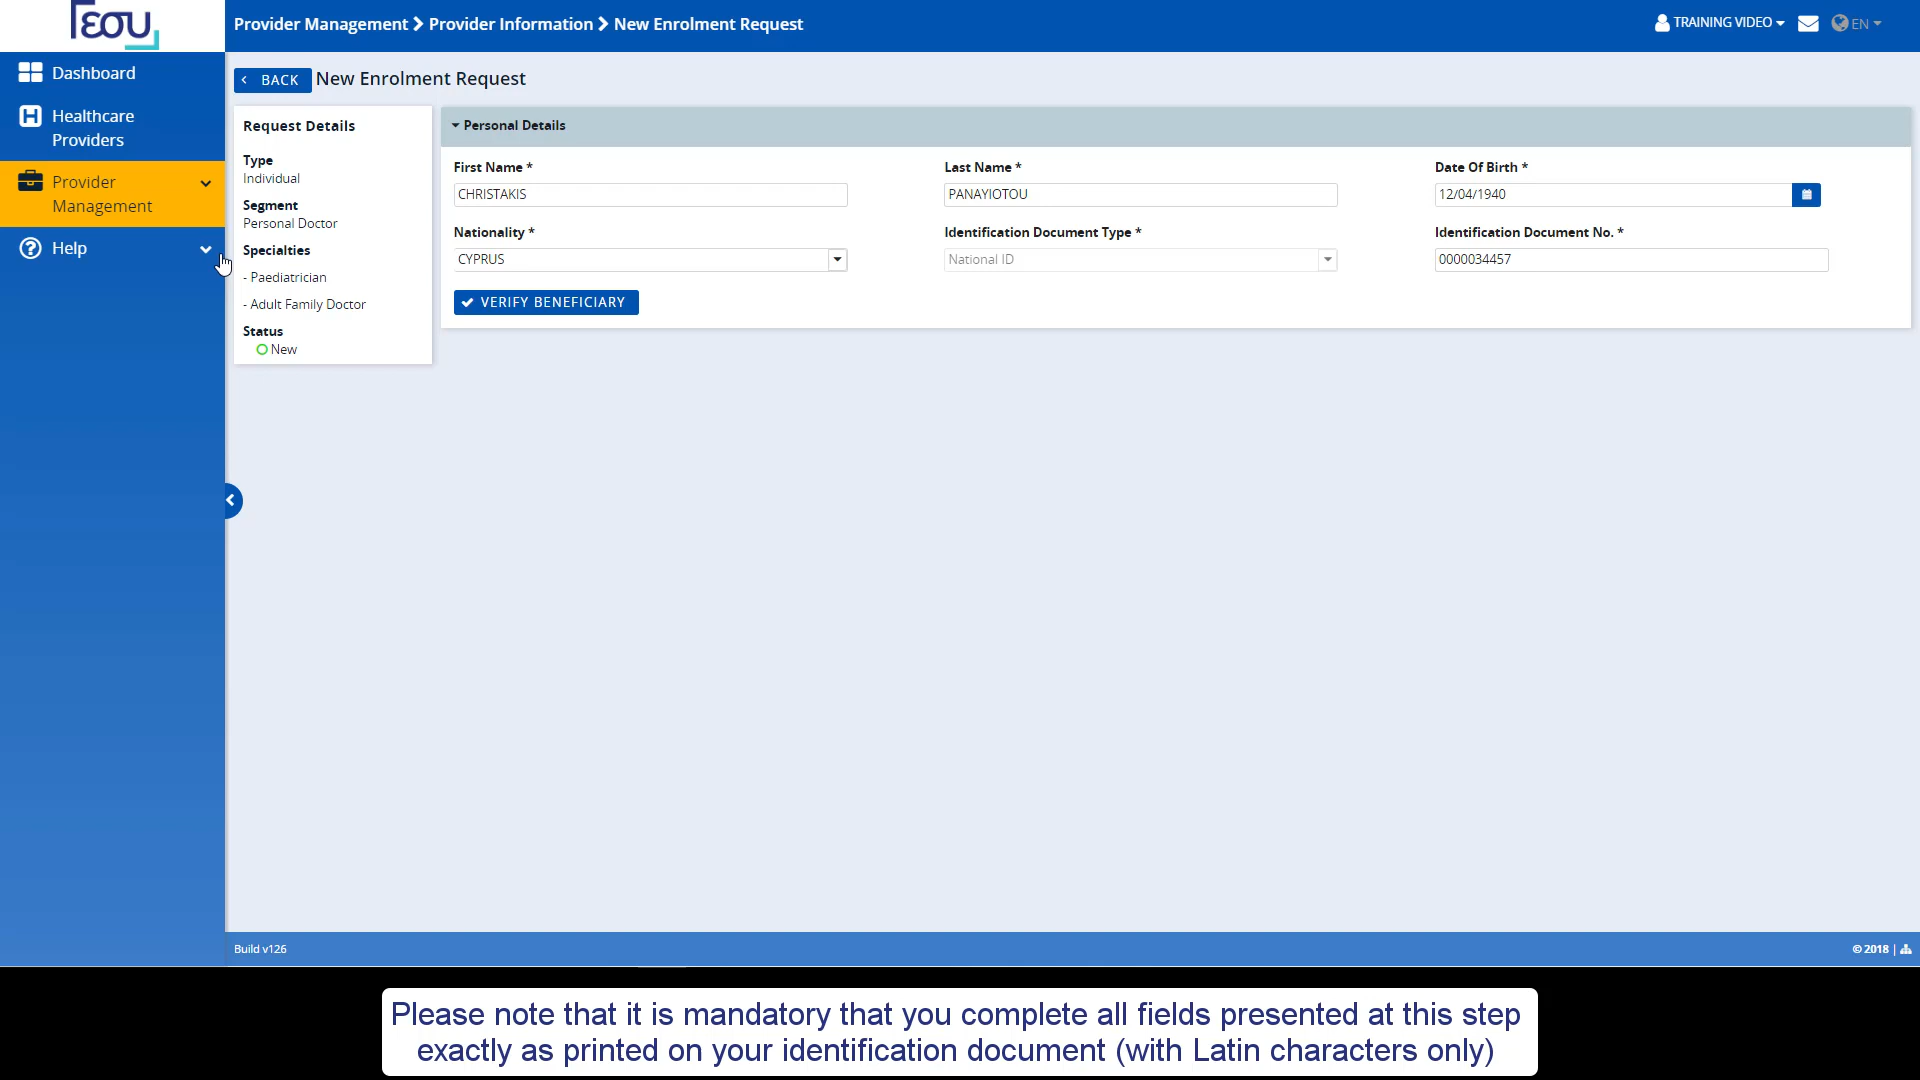 Γεσυ
Provider Management > Provider Information > New Enrolment Request
TRAINING VIDEO
EN
Dashboard
Healthcare
Providers
Provider
Management
Help
BACK
New Enrolment Request
Request Details
Type
Individual
Segment
Personal Doctor
Specialties
- Paediatrician
- Adult Family Doctor
Status
New
Personal Details
First Name *
Last Name *
Date Of Birth *
CHRISTAKIS
PANAYIOTOU
12/04/1940
Nationality *
Identification Document Type *
Identification Document No. *
CYPRUS
National ID
0000034457
VERIFY BENEFICIARY
Build v126
© 2018 |
Please note that it is mandatory that you complete all fields presented at this step
exactly as printed on your identification document (with Latin characters only)